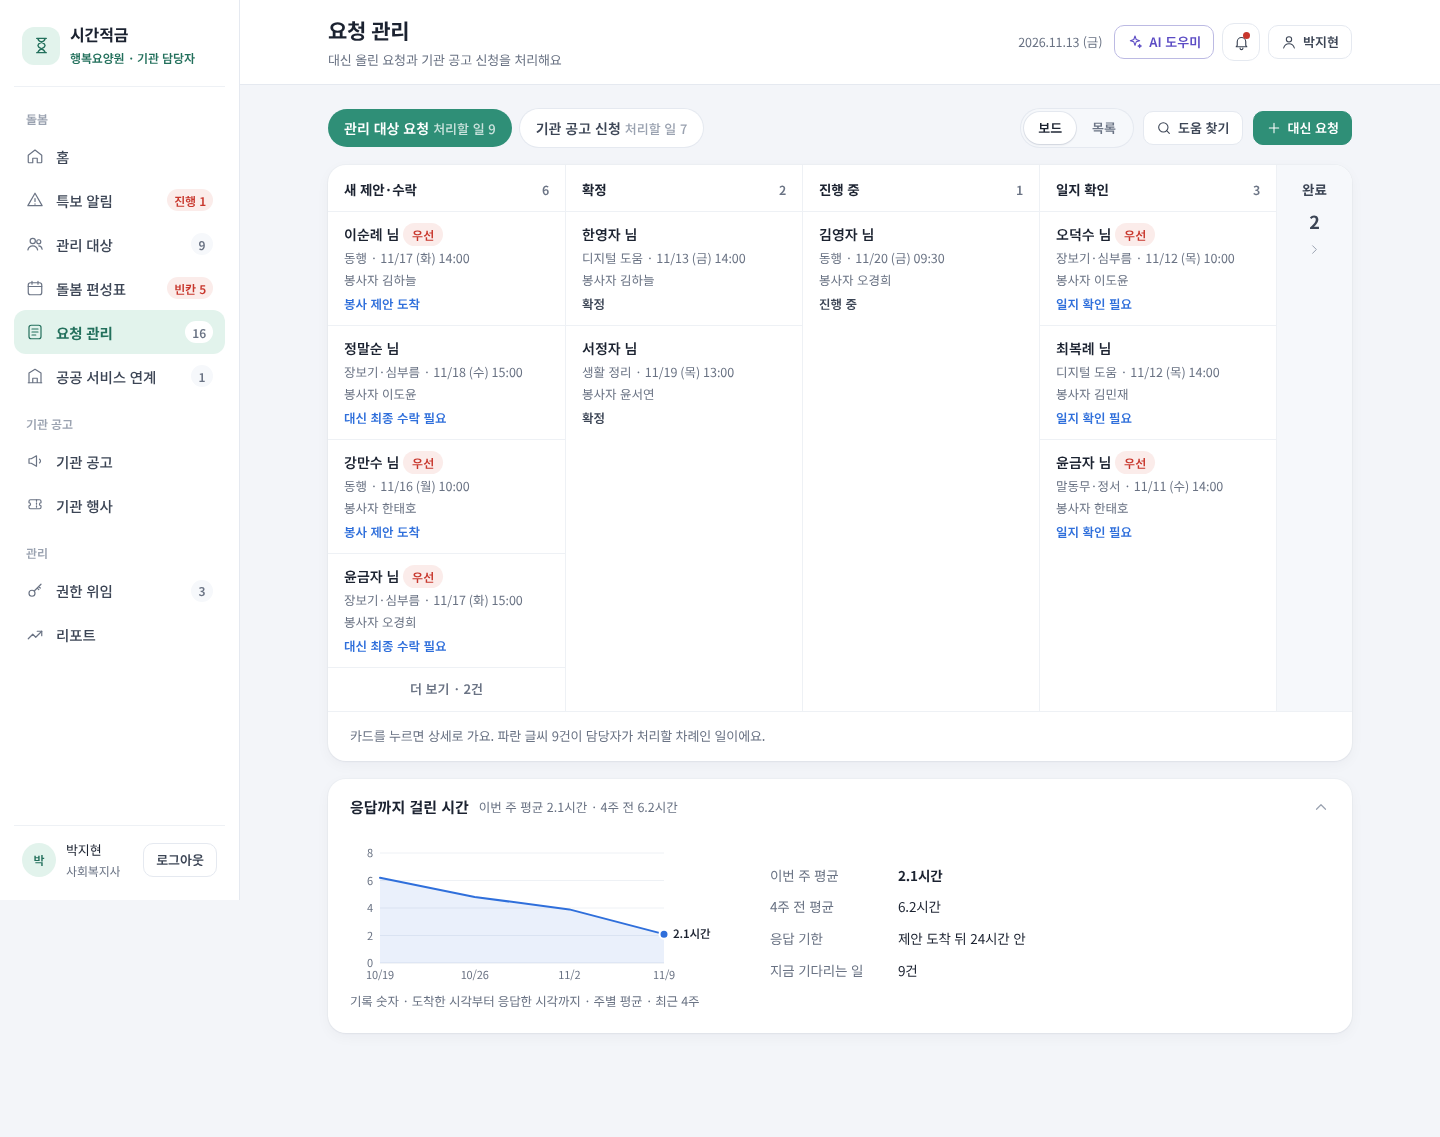 시간적금
행복요양원 · 기관 담당자
돌봄
홈
특보 알림 진행 1
관리 대상 9
돌봄 편성표 빈칸 5
요청 관리 16
공공 서비스 연계 1
기관 공고
기관 공고
기관 행사
관리
권한 위임 3
리포트
박 박지현
사회복지사
로그아웃
요청 관리
대신 올린 요청과 기관 공고 신청을 처리해요
2026.11.13 (금) AI 도우미 박지현
관리 대상 요청 처리할 일 9 기관 공고 신청 처리할 일 7 보드 목록 도움 찾기 대신 요청
새 제안·수락 6
이순례 님 우선
동행 · 11/17 (화) 14:00
봉사자 김하늘
봉사 제안 도착
정말순 님
장보기·심부름 · 11/18 (수) 15:00
봉사자 이도윤
대신 최종 수락 필요
강만수 님 우선
동행 · 11/16 (월) 10:00
봉사자 한태호
봉사 제안 도착
윤금자 님 우선
장보기·심부름 · 11/17 (화) 15:00
봉사자 오경희
대신 최종 수락 필요
더 보기 · 2건
확정 2
한영자 님
디지털 도움 · 11/13 (금) 14:00
봉사자 김하늘
확정
서정자 님
생활 정리 · 11/19 (목) 13:00
봉사자 윤서연
확정
진행 중 1
김영자 님
동행 · 11/20 (금) 09:30
봉사자 오경희
진행 중
일지 확인 3
오덕수 님 우선
장보기·심부름 · 11/12 (목) 10:00
봉사자 이도윤
일지 확인 필요
최복례 님
디지털 도움 · 11/12 (목) 14:00
봉사자 김민재
일지 확인 필요
윤금자 님 우선
말동무·정서 · 11/11 (수) 14:00
봉사자 한태호
일지 확인 필요
완료
2
카드를 누르면 상세로 가요. 파란 글씨 9건이 담당자가 처리할 차례인 일이에요.
응답까지 걸린 시간 이번 주 평균 2.1시간 · 4주 전 6.2시간
8
6
4
2
0
10/19 10/26 11/2 11/9
2.1시간
기록 숫자 · 도착한 시각부터 응답한 시각까지 · 주별 평균 · 최근 4주
이번 주 평균 2.1시간
4주 전 평균 6.2시간
응답 기한 제안 도착 뒤 24시간 안
지금 기다리는 일 9건